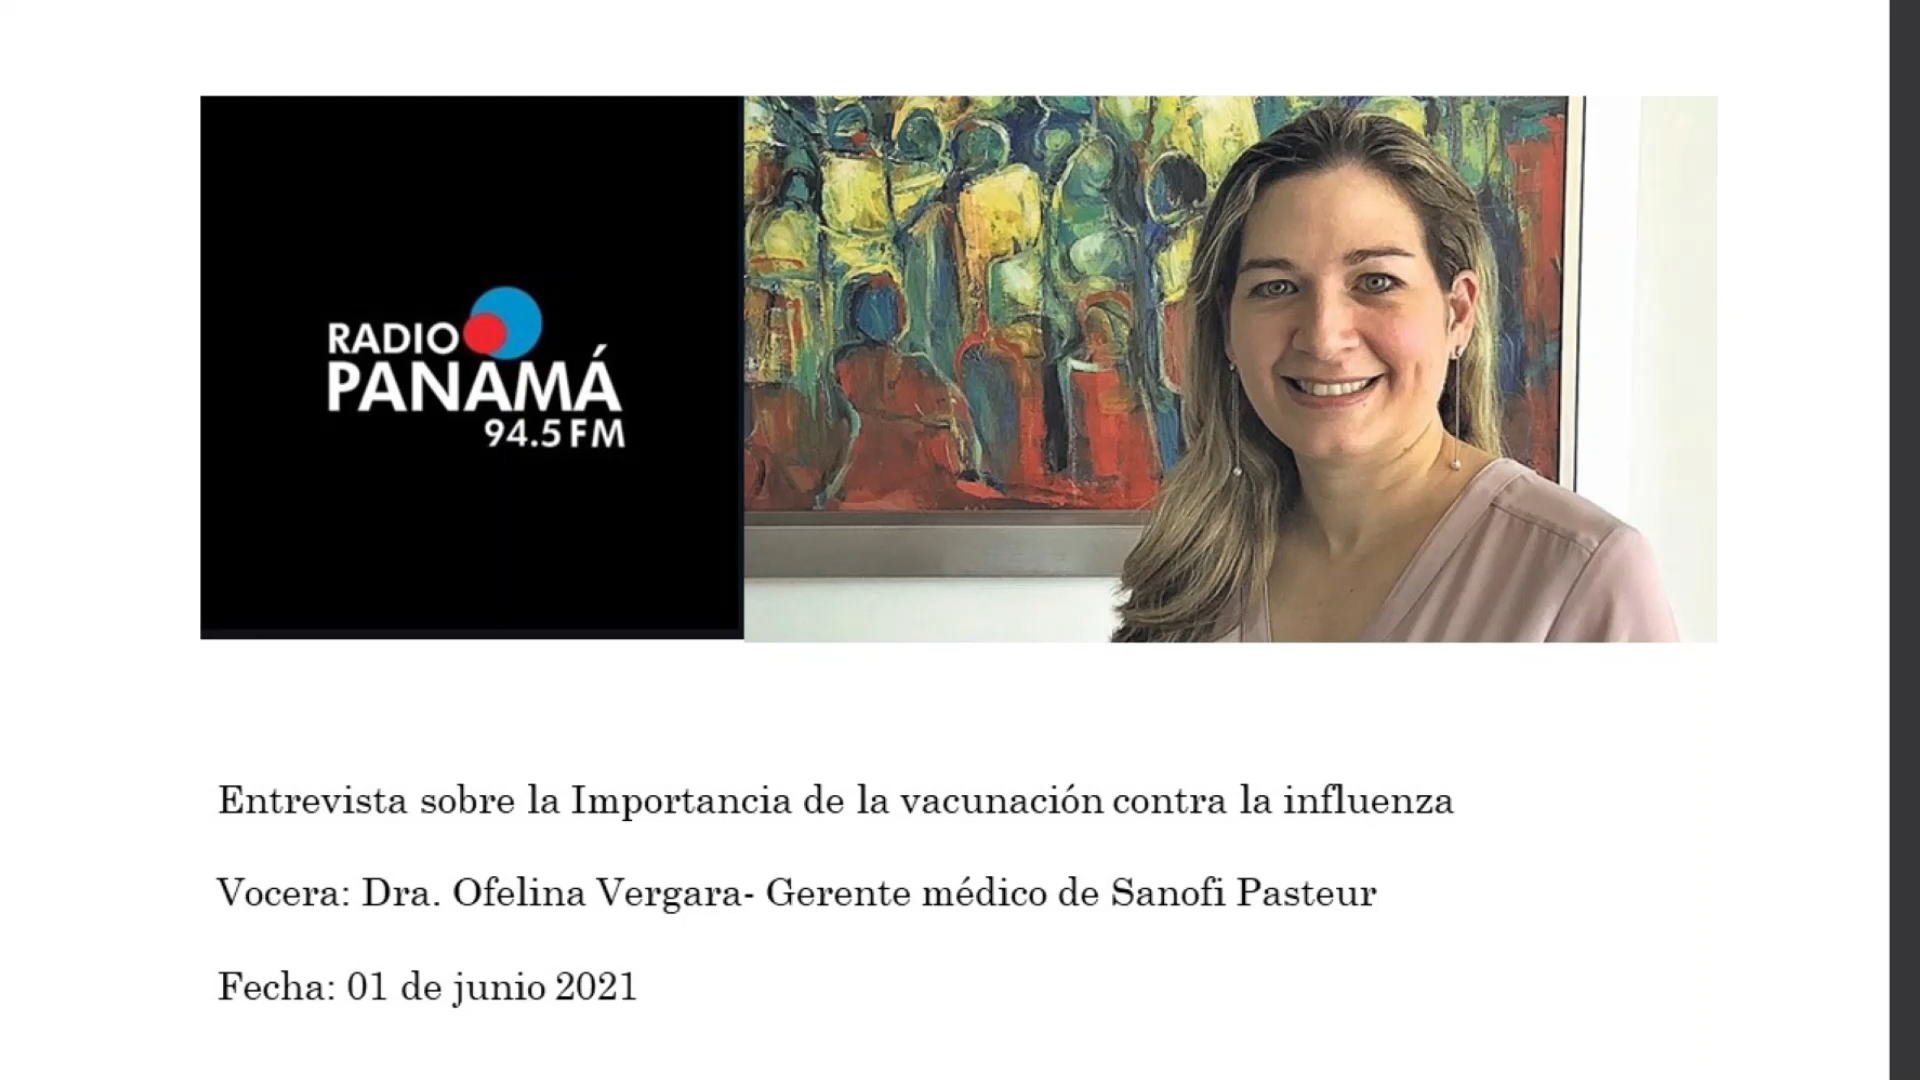 RADIO
PANAMÁ
94.5 FM
Entrevista sobre la Importancia de la vacunación contra la influenza
Vocera: Dra. Ofelina Vergara- Gerente médico de Sanofi Pasteur
Fecha: 01 de junio 2021